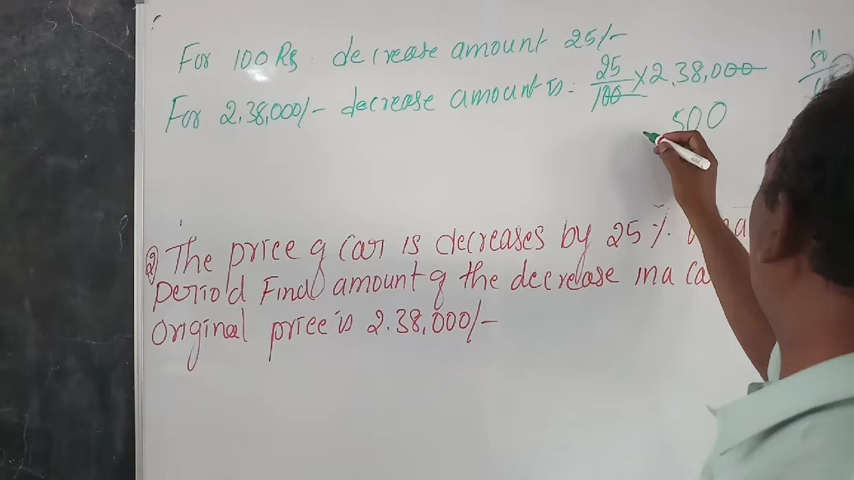 For 100 Rs. decrease amount 25/-
For 2,38,000/- decrease amount is: 25/100 × 2,38,000
500
11
50
② The price of car is decreases by 25%
period Find amount of the decrease in a ca
original price is 2.38,000/-